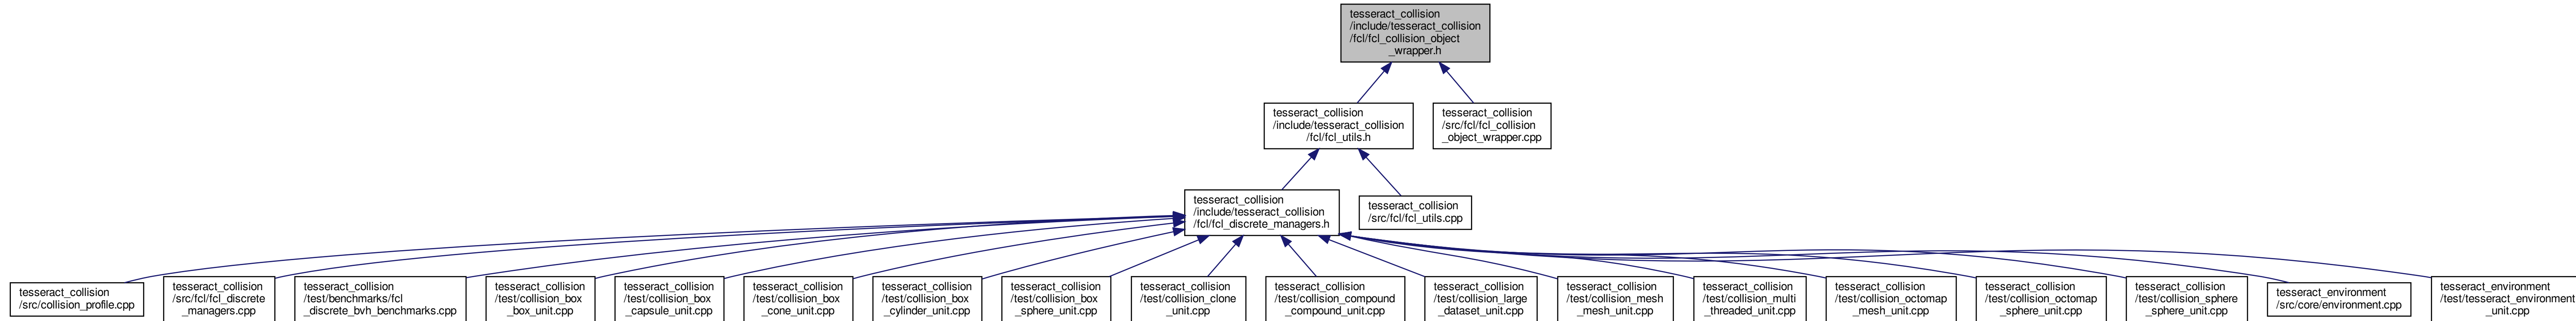 tesseract_collision
/include/tesseract_collision
/fcl/fcl_collision_object
_wrapper.h
tesseract_collision
/include/tesseract_collision
/fcl/fcl_utils.h
tesseract_collision
/src/fcl/fcl_collision
_object_wrapper.cpp
tesseract_collision
/include/tesseract_collision
/fcl/fcl_discrete_managers.h
tesseract_collision
/src/fcl/fcl_utils.cpp
tesseract_collision
/src/collision_profile.cpp
tesseract_collision
/src/fcl/fcl_discrete
_managers.cpp
tesseract_collision
/test/benchmarks/fcl
_discrete_bvh_benchmarks.cpp
tesseract_collision
/test/collision_box
_box_unit.cpp
tesseract_collision
/test/collision_box
_capsule_unit.cpp
tesseract_collision
/test/collision_box
_cone_unit.cpp
tesseract_collision
/test/collision_box
_cylinder_unit.cpp
tesseract_collision
/test/collision_box
_sphere_unit.cpp
tesseract_collision
/test/collision_clone
_unit.cpp
tesseract_collision
/test/collision_compound
_compound_unit.cpp
tesseract_collision
/test/collision_large
_dataset_unit.cpp
tesseract_collision
/test/collision_mesh
_mesh_unit.cpp
tesseract_collision
/test/collision_multi
_threaded_unit.cpp
tesseract_collision
/test/collision_octomap
_mesh_unit.cpp
tesseract_collision
/test/collision_octomap
_sphere_unit.cpp
tesseract_collision
/test/collision_sphere
_sphere_unit.cpp
tesseract_environment
/src/core/environment.cpp
tesseract_environment
/test/tesseract_environment
_unit.cpp